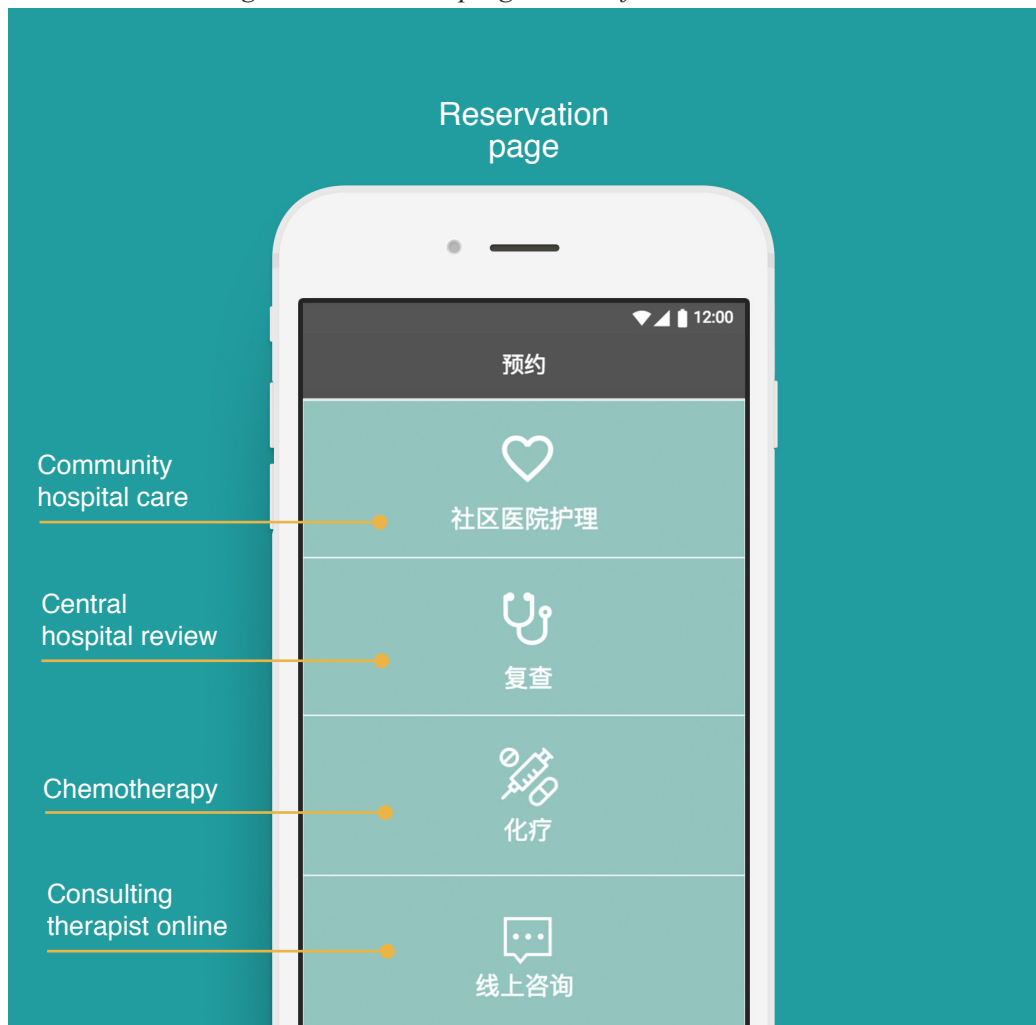 Reservation
page
12:00
预约
Community
hospital care
社区医院护理
Central
hospital review
复查
Chemotherapy
化疗
Consulting
therapist online
线上咨询